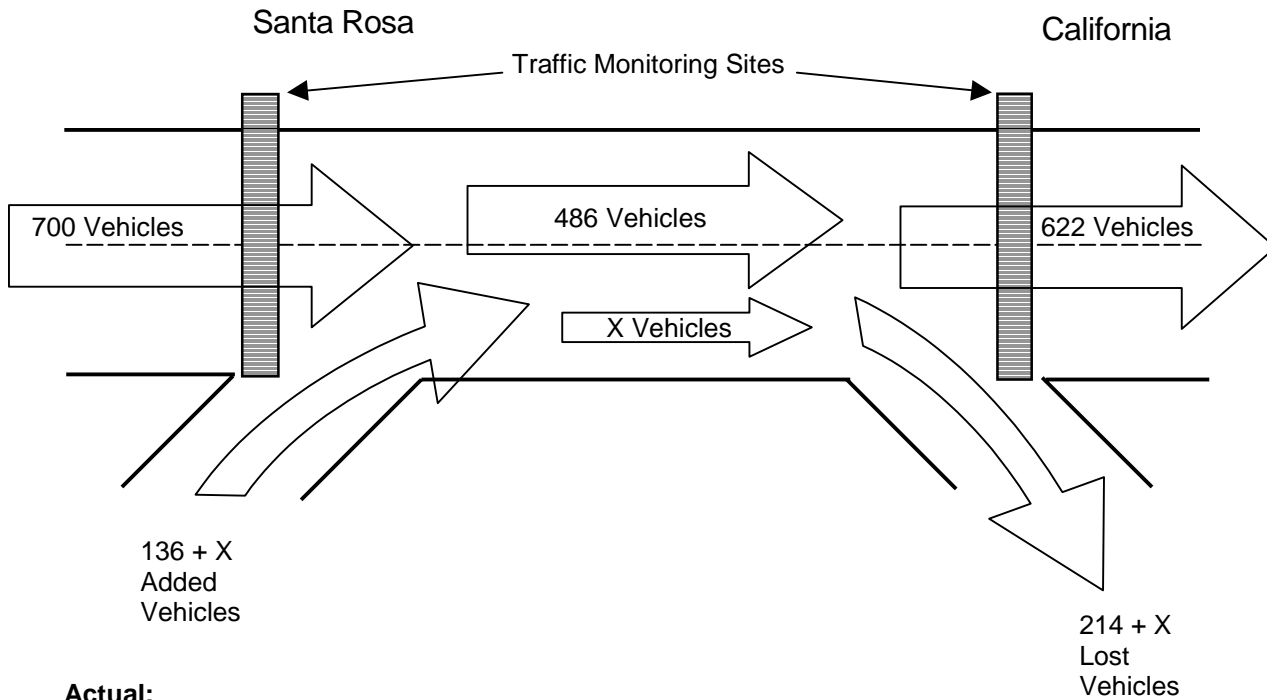 Santa Rosa
California
Traffic Monitoring Sites
700 Vehicles
486 Vehicles
622 Vehicles
X Vehicles
136 + X
Added
Vehicles
214 + X
Lost
Vehicles
Actual: